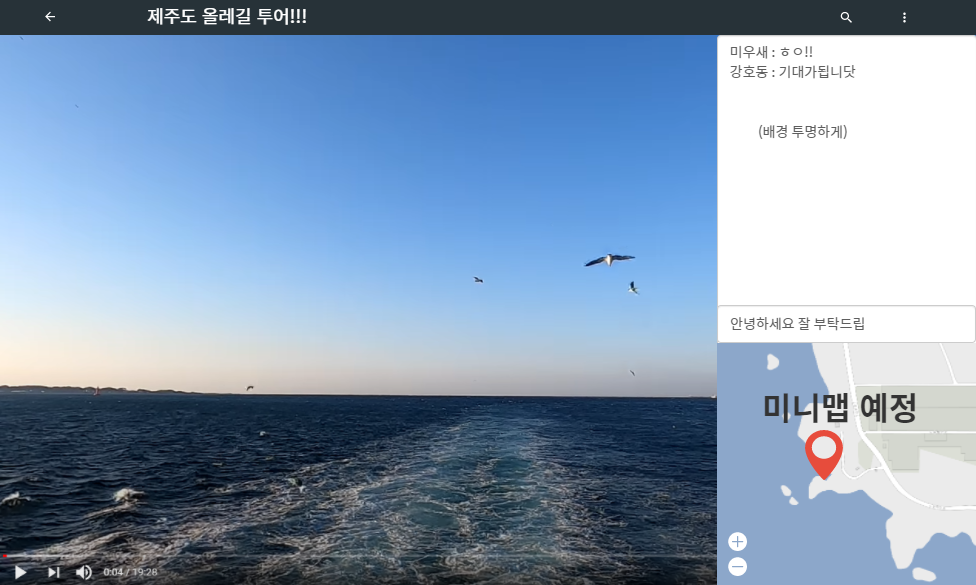 제주도 올레길 투어!!!
미우새 : ㅎㅇ!!
강호동 : 기대가됩니닷
(배경 투명하게)
안녕하세요 잘 부탁드립
미니맵 예정
0:04 / 19:28